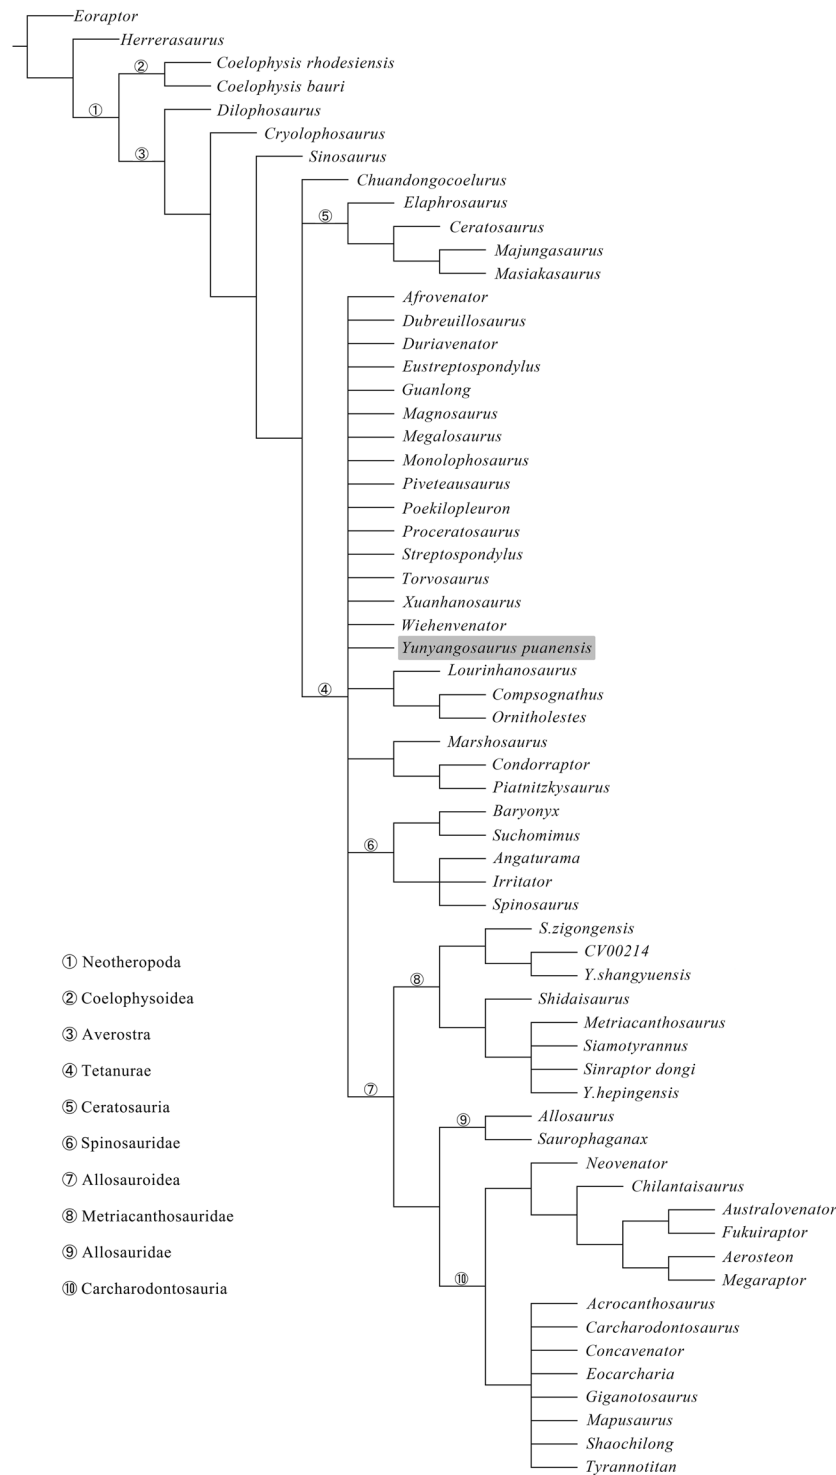 Eoraptor
Herrerasaurus
② Coelophysis rhodesiensis
Coelophysis bauri
① Dilophosaurus
Cryolophosaurus
③ Sinosaurus
Chuandongocoelurus
Elaphrosaurus
⑤ Ceratosaurus
Majungasaurus
Masiakasaurus
Afrovenator
Dubreuillosaurus
Duriavenator
Eustreptospondylus
Guanlong
Magnosaurus
Megalosaurus
Monolophosaurus
Piveteausaurus
Poekilopleuron
Proceratosaurus
Streptospondylus
Torvosaurus
Xuanhanosaurus
Wiehenvenator
Yunyangosaurus puanensis
Lourinhanosaurus
④ Compsognathus
Ornitholestes
Marshosaurus
Condorraptor
Piatnitzkysaurus
Baryonyx
Suchomimus
⑥
Angaturama
Irritator
Spinosaurus
S.zigongensis
CV00214
Y.shangyuensis
⑧
Shidaisaurus
Metriacanthosaurus
Siamotyrannus
Sinraptor dongi
Y.hepingensis
⑦
Allosaurus
⑨
Saurophaganax
Neovenator
Chilantaisaurus
Australovenator
Fukuiraptor
Aerosteon
Megaraptor
⑩
Acrocanthosaurus
Carcharodontosaurus
Concavenator
Eocarcharia
Giganotosaurus
Mapusaurus
Shaochilong
Tyrannotitan
① Neotheropoda
② Coelophysoidea
③ Averostra
④ Tetanurae
⑤ Ceratosauria
⑥ Spinosauridae
⑦ Allosauroidea
⑧ Metriacanthosauridae
⑨ Allosauridae
⑩ Carcharodontosauria